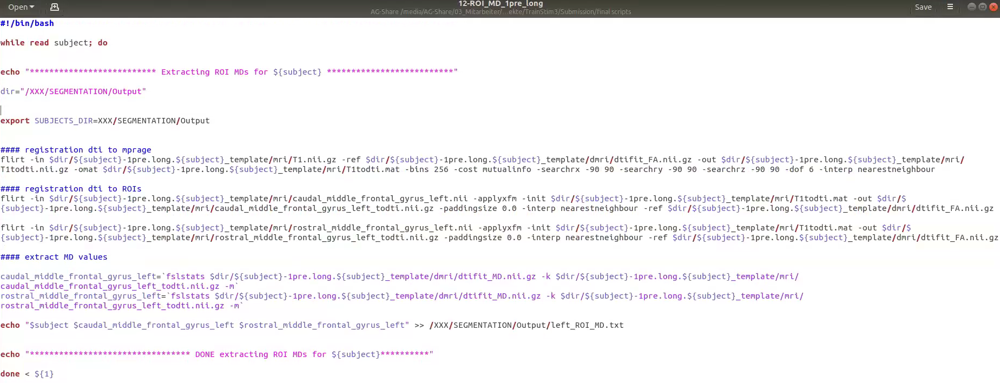 Open
12-ROI_MD_1pre_long
AG-Share /media/AG-Share/03_Mitarbeiter/...ekte/TrainStim3/Submission/final scripts
Save
#!/bin/bash
while read subject; do
echo "************************** Extracting ROI MDs for ${subject} **************************"
dir="/XXX/SEGMENTATION/Output"
export SUBJECTS_DIR=XXX/SEGMENTATION/Output
#### registration dti to mprage
flirt -in $dir/${subject}-1pre.long.${subject}_template/mri/T1.nii.gz -ref $dir/${subject}-1pre.long.${subject}_template/dmri/dtifit_FA.nii.gz -out $dir/${subject}-1pre.long.${subject}_template/mri/
T1todti.nii.gz -omat $dir/${subject}-1pre.long.${subject}_template/mri/T1todti.mat -bins 256 -cost mutualinfo -searchrx -90 90 -searchry -90 90 -searchrz -90 90 -dof 6 -interp nearestneighbour
#### registration dti to ROIs
flirt -in $dir/${subject}-1pre.long.${subject}_template/mri/caudal_middle_frontal_gyrus_left.nii -applyxfm -init $dir/${subject}-1pre.long.${subject}_template/mri/T1todti.mat -out $dir/$
{subject}-1pre.long.${subject}_template/mri/caudal_middle_frontal_gyrus_left_todti.nii.gz -paddingsize 0.0 -interp nearestneighbour -ref $dir/${subject}-1pre.long.${subject}_template/dmri/dtifit_FA.nii.gz
flirt -in $dir/${subject}-1pre.long.${subject}_template/mri/rostral_middle_frontal_gyrus_left.nii -applyxfm -init $dir/${subject}-1pre.long.${subject}_template/mri/T1todti.mat -out $dir/$
{subject}-1pre.long.${subject}_template/mri/rostral_middle_frontal_gyrus_left_todti.nii.gz -paddingsize 0.0 -interp nearestneighbour -ref $dir/${subject}-1pre.long.${subject}_template/dmri/dtifit_FA.nii.gz
#### extract MD values
caudal_middle_frontal_gyrus_left=`fslstats $dir/${subject}-1pre.long.${subject}_template/dmri/dtifit_MD.nii.gz -k $dir/${subject}-1pre.long.${subject}_template/mri/
caudal_middle_frontal_gyrus_left_todti.nii.gz -m`
rostral_middle_frontal_gyrus_left=`fslstats $dir/${subject}-1pre.long.${subject}_template/dmri/dtifit_MD.nii.gz -k $dir/${subject}-1pre.long.${subject}_template/mri/
rostral_middle_frontal_gyrus_left_todti.nii.gz -m`
echo "$subject $caudal_middle_frontal_gyrus_left $rostral_middle_frontal_gyrus_left" >> /XXX/SEGMENTATION/Output/left_ROI_MD.txt
echo "********************************* DONE extracting ROI MDs for ${subject}**********"
done < ${1}